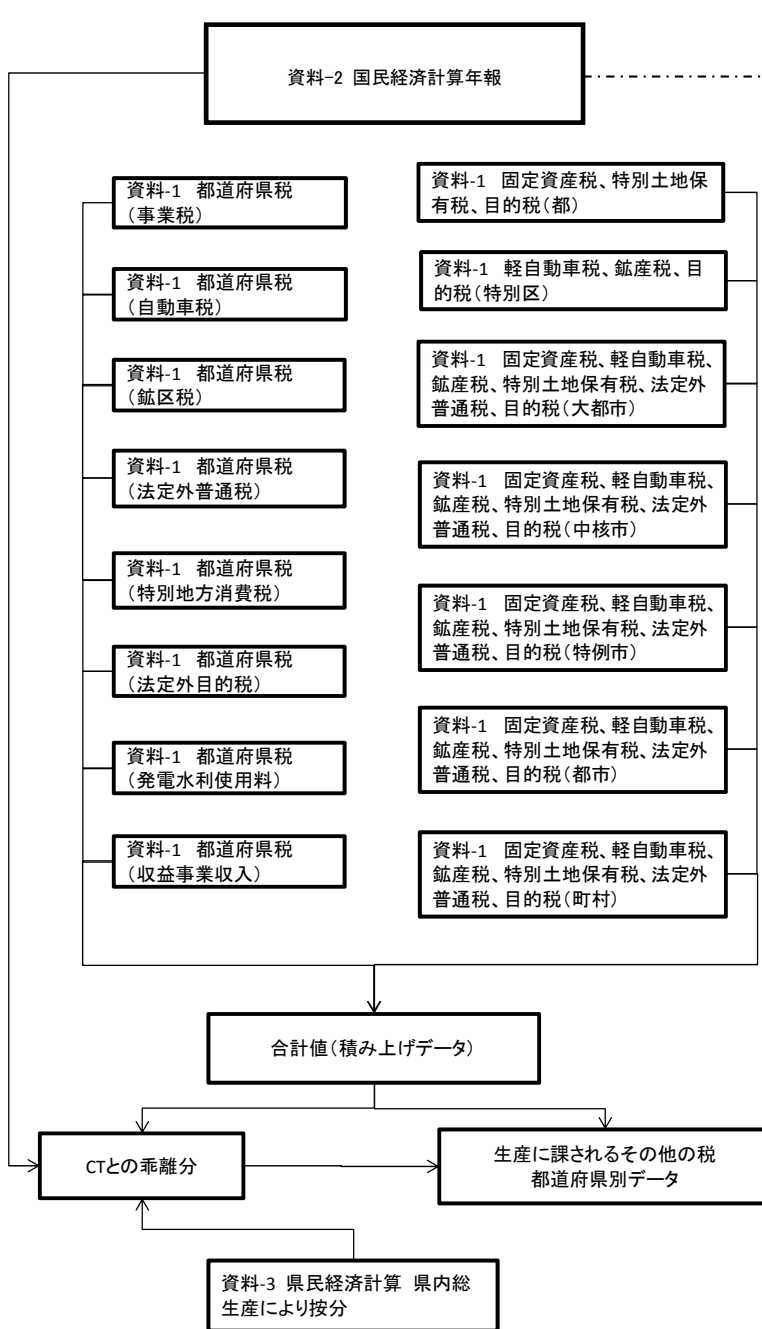 資料-2 国民経済計算年報
資料-1 都道府県税
(事業税)
資料-1 都道府県税
(自動車税)
資料-1 都道府県税
(鉱区税)
資料-1 都道府県税
(法定外普通税)
資料-1 都道府県税
(特別地方消費税)
資料-1 都道府県税
(法定外目的税)
資料-1 都道府県税
(発電水利使用料)
資料-1 都道府県税
(収益事業収入)
資料-1 固定資産税、特別土地保
有税、目的税(都)
資料-1 軽自動車税、鉱産税、目
的税(特別区)
資料-1 固定資産税、軽自動車税、
鉱産税、特別土地保有税、法定外
普通税、目的税(大都市)
資料-1 固定資産税、軽自動車税、
鉱産税、特別土地保有税、法定外
普通税、目的税(中核市)
資料-1 固定資産税、軽自動車税、
鉱産税、特別土地保有税、法定外
普通税、目的税(特例市)
資料-1 固定資産税、軽自動車税、
鉱産税、特別土地保有税、法定外
普通税、目的税(都市)
資料-1 固定資産税、軽自動車税、
鉱産税、特別土地保有税、法定外
普通税、目的税(町村)
合計値(積み上げデータ)
CTとの乖離分
生産に課されるその他の税
都道府県別データ
資料-3 県民経済計算 県内総
生産により按分